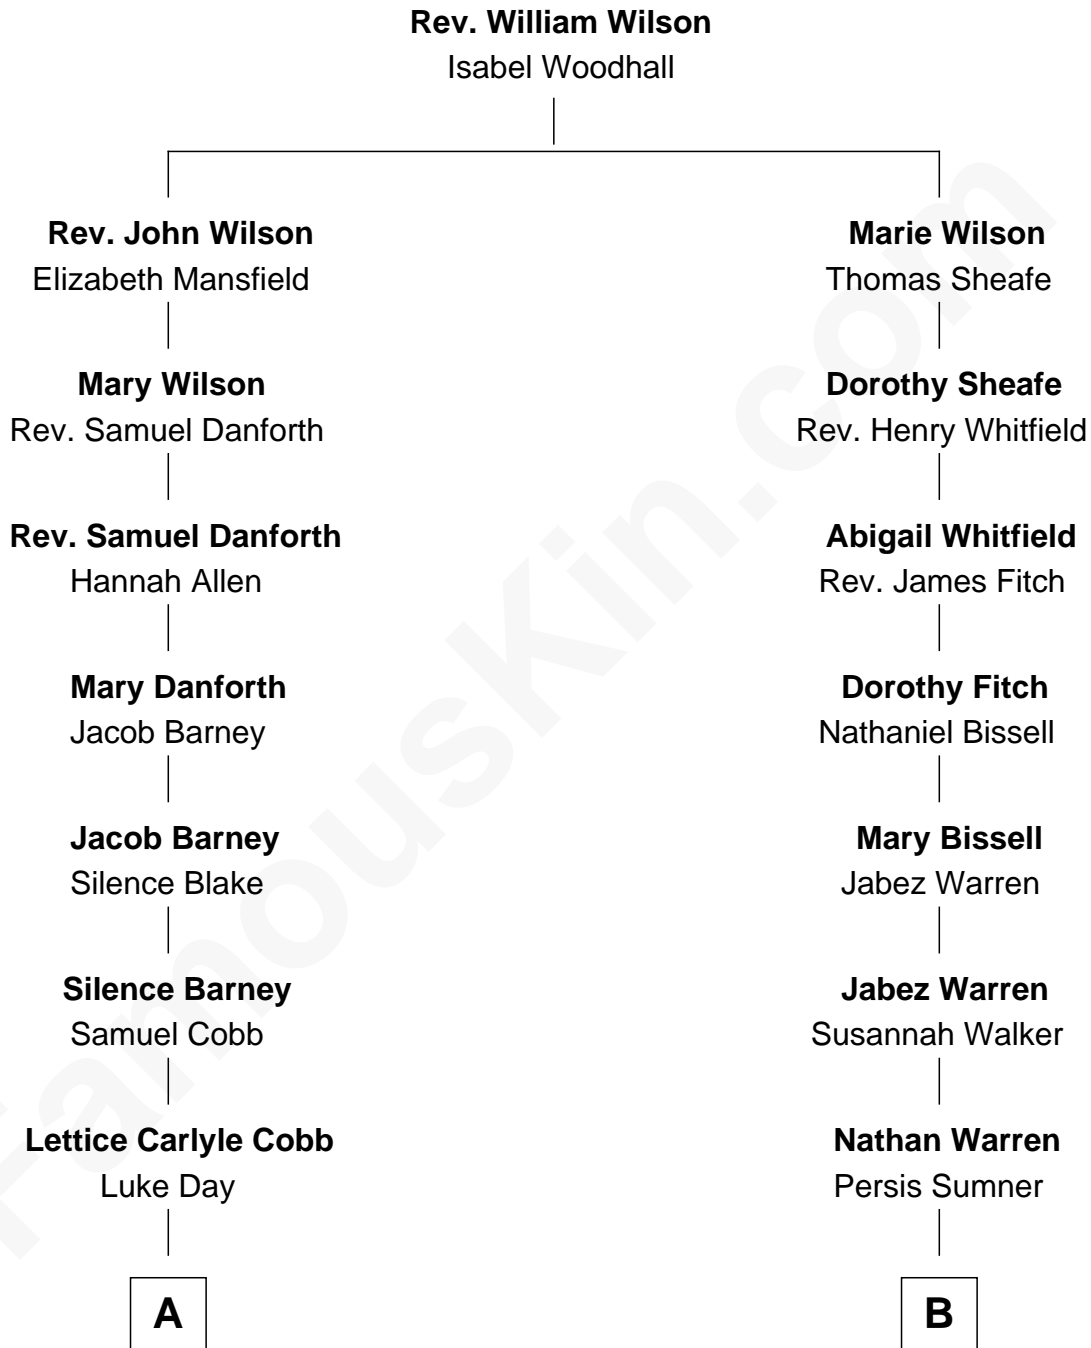 Rev. William Wilson
Isabel Woodhall
Rev. John Wilson
Elizabeth Mansfield
Marie Wilson
Thomas Sheafe
Mary Wilson
Rev. Samuel Danforth
Dorothy Sheafe
Rev. Henry Whitfield
Rev. Samuel Danforth
Hannah Allen
Abigail Whitfield
Rev. James Fitch
Mary Danforth
Jacob Barney
Dorothy Fitch
Nathaniel Bissell
Jacob Barney
Silence Blake
Mary Bissell
Jabez Warren
Silence Barney
Samuel Cobb
Jabez Warren
Susannah Walker
Lettice Carlyle Cobb
Luke Day
Nathan Warren
Persis Sumner
A
B
FamousKin.com